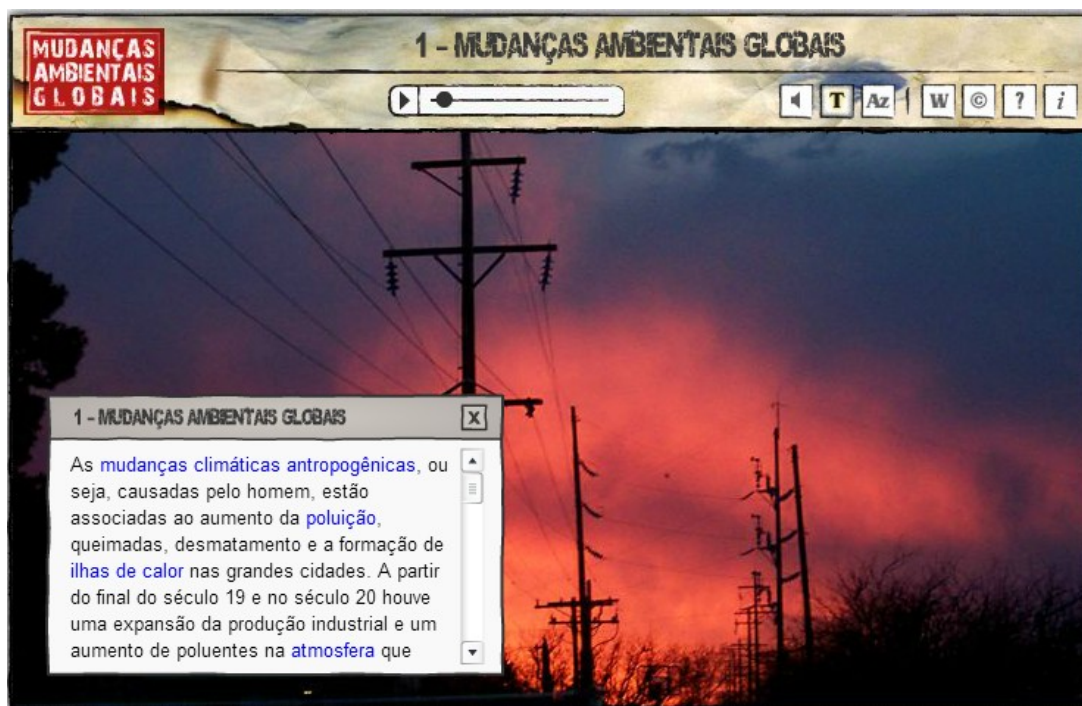 MUDANÇAS
AMBIENTAIS
GLOBAIS
1 - MUDANÇAS AMBIENTAIS GLOBAIS
T
Az
W
©
?
i
1 - MUDANÇAS AMBIENTAIS GLOBAIS
X
As mudanças climáticas antropogênicas, ou
seja, causadas pelo homem, estão
associadas ao aumento da poluição,
queimadas, desmatamento e a formação de
ilhas de calor nas grandes cidades. A partir
do final do século 19 e no século 20 houve
uma expansão da produção industrial e um
aumento de poluentes na atmosfera que